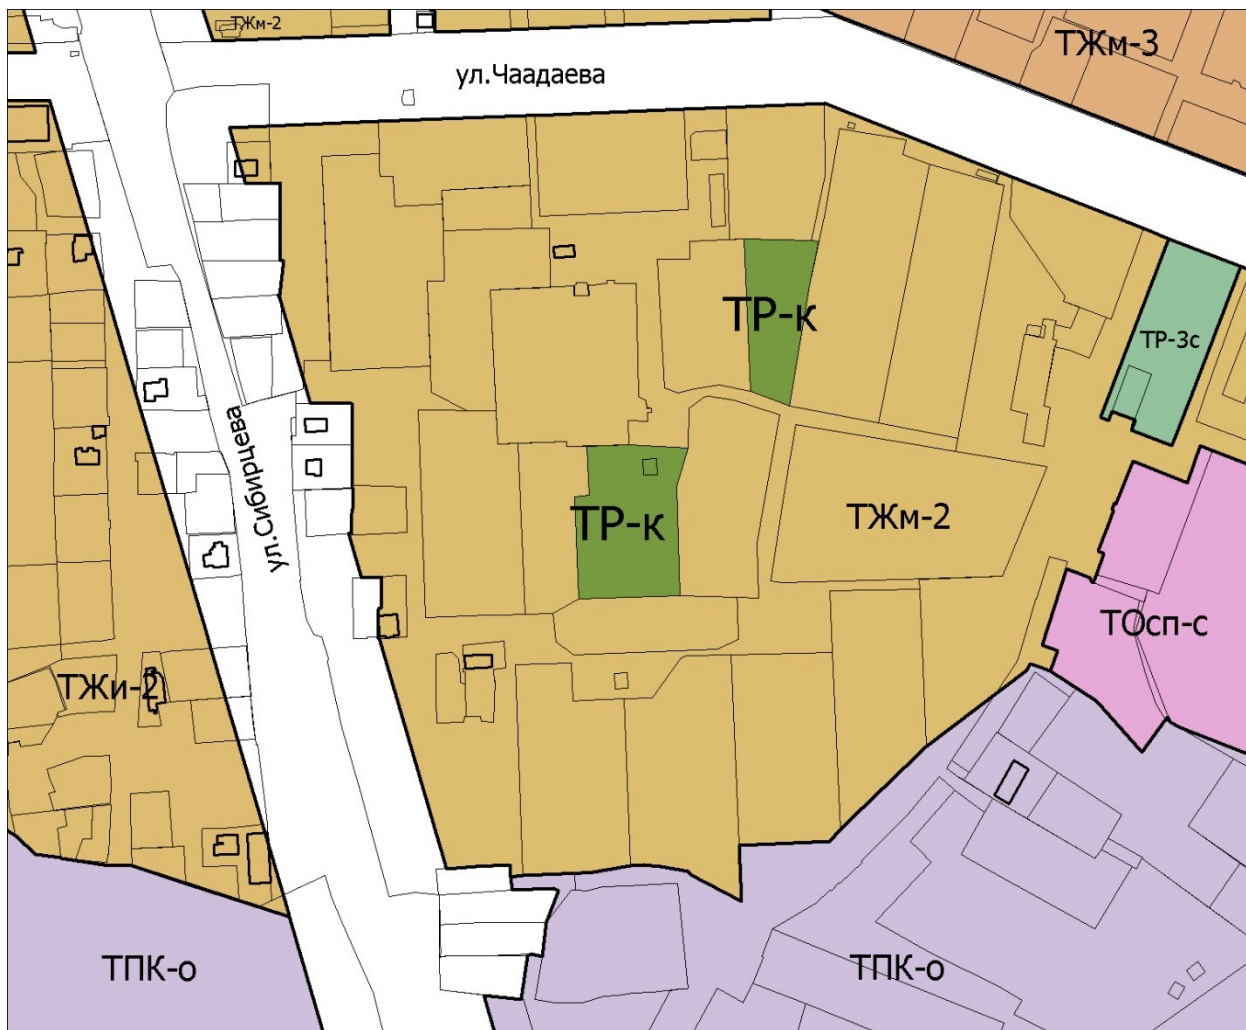 ТЖм-2
ТЖм-3
ул.Чаадаева
ТР-к
ТР-3с
ул.Сибирцева
ТР-к
ТЖм-2
ТОсп-с
ТЖи-2
ТПК-о
ТПК-о